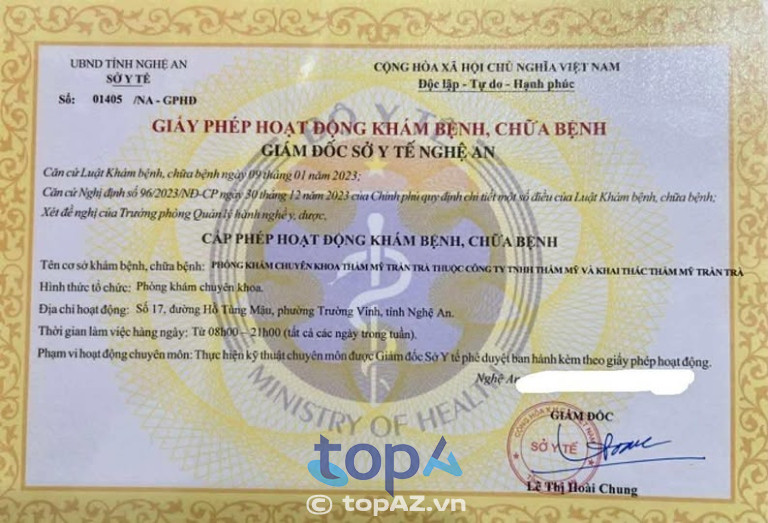 UBND TỈNH NGHỆ AN
SỞ Y TẾ
Số: 01405 /NA - GPHĐ
CỘNG HÒA XÃ HỘI CHỦ NGHĨA VIỆT NAM
Độc lập - Tự do - Hạnh phúc
BỘ Y TẾ
GIẤY PHÉP HOẠT ĐỘNG KHÁM BỆNH, CHỮA BỆNH
GIÁM ĐỐC SỞ Y TẾ NGHỆ AN
Căn cứ Luật Khám bệnh, chữa bệnh ngày 09 tháng 01 năm 2023;
Căn cứ Nghị định số 96/2023/NĐ-CP ngày 30 tháng 12 năm 2023 của Chính phủ quy định chi tiết một số điều của Luật Khám bệnh, chữa bệnh;
Xét đề nghị của Trưởng phòng Quản lý hành nghề y, dược.
CẤP PHÉP HOẠT ĐỘNG KHÁM BỆNH, CHỮA BỆNH
Tên cơ sở khám bệnh, chữa bệnh: PHÒNG KHÁM CHUYÊN KHOA THẨM MỸ TRẦN TRÀ THUỘC CÔNG TY TNHH THẨM MỸ VÀ KHAI THÁC THẨM MỸ TRẦN TRÀ
Hình thức tổ chức: Phòng khám chuyên khoa.
Địa chỉ hoạt động: Số 17, đường Hồ Tùng Mậu, phường Trường Vinh, tỉnh Nghệ An.
Thời gian làm việc hàng ngày: Từ 08h00 - 21h00 (tất cả các ngày trong tuần).
Phạm vi hoạt động chuyên môn: Thực hiện kỹ thuật chuyên môn được Giám đốc Sở Y tế phê duyệt ban hành kèm theo giấy phép hoạt động.
Nghệ An
MINISTRY OF HEALTH
GIÁM ĐỐC
SỞ Y TẾ
Lê Thị Hoài Chung
topA
© topAZ.vn